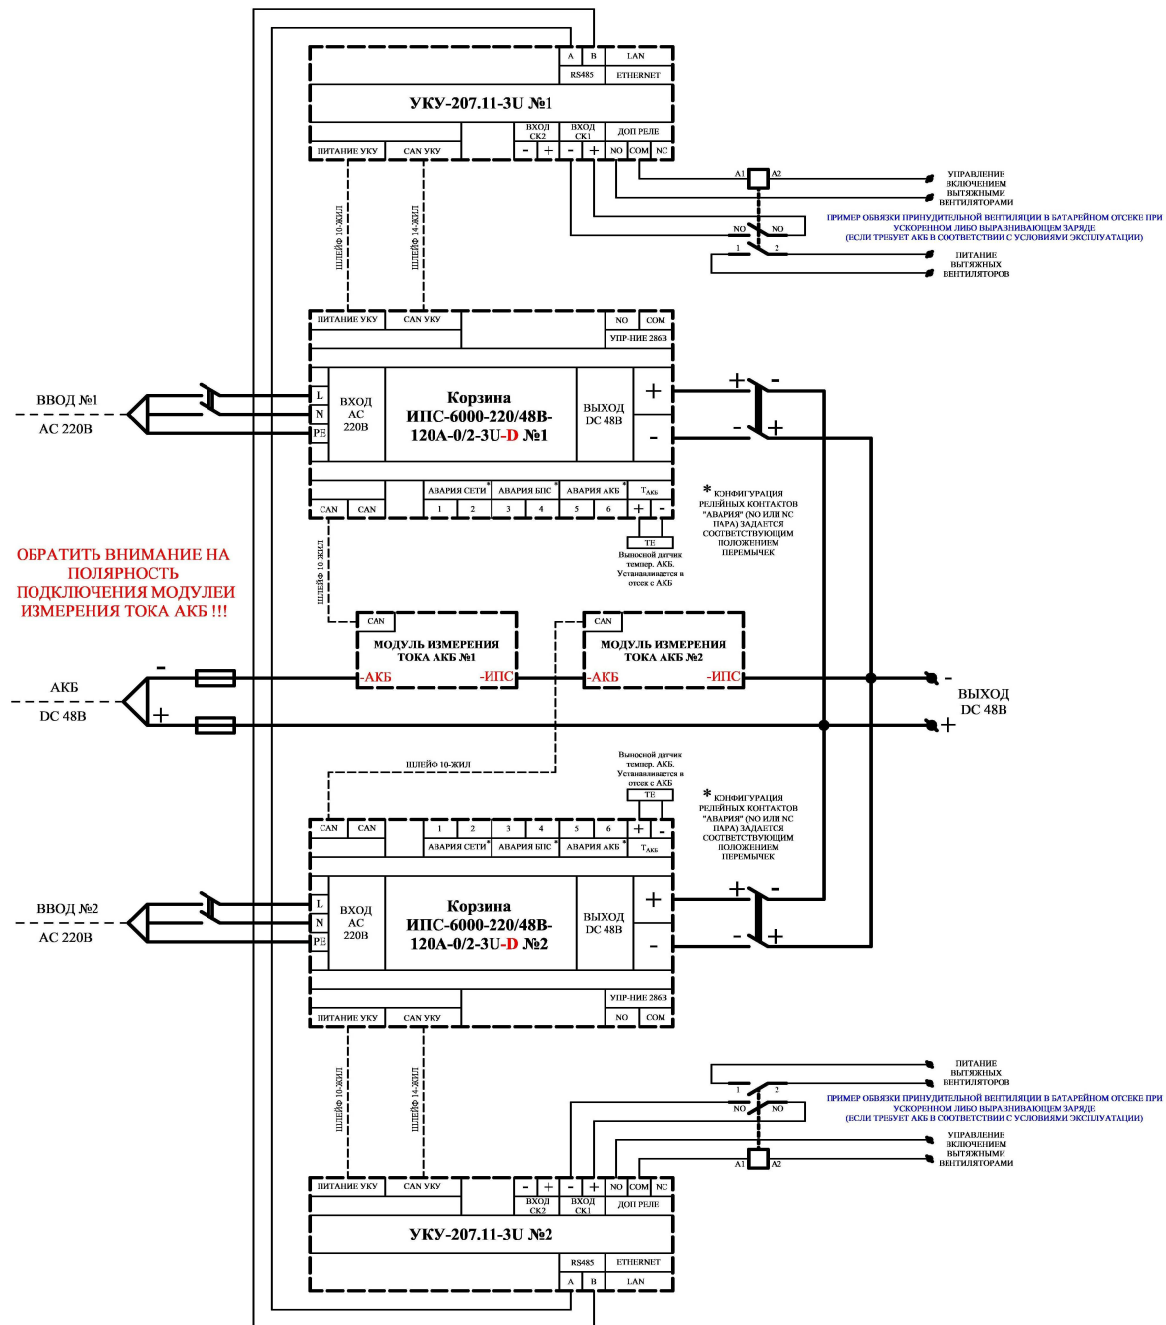 A B LAN
RS485 ETHERNET
УКУ-207.11-3U №1
ВХОД СК2 ВХОД СК1 ДОП РЕЛЕ
ПИТАНИЕ УКУ CAN УКУ - + - + NO COM NC
A1 A2
УПРАВЛЕНИЕ
ВКЛЮЧЕНИЕМ
ВЫТЯЖНЫМИ
ВЕНТИЛЯТОРАМИ
ПРИМЕР ОБВЯЗКИ ПРИНУДИТЕЛЬНОЙ ВЕНТИЛЯЦИИ В БАТАРЕЙНОМ ОТСЕКЕ ПРИ
УСКОРЕННОМ ЛИБО ВЫРАЗНИВАЮЩЕМ ЗАРЯДЕ
(ЕСЛИ ТРЕБУЕТ АКБ В СООТВЕТСТВИИ С УСЛОВИЯМИ ЭКСПЛУАТАЦИИ)
NO NO
1 2
ПИТАНИЕ
ВЫТЯЖНЫХ
ВЕНТИЛЯТОРОВ
ШЛЕЙФ 10-ЖИЛ
ШЛЕЙФ 14-ЖИЛ
ПИТАНИЕ УКУ CAN УКУ NO COM
УПР-НИЕ 2863
ВВОД №1
AC 220В
L
N
PE
ВХОД
AC
220В
Корзина
ИПС-6000-220/48В-
120А-0/2-3U-D №1
ВЫХОД
DC 48В
+
-
+ -
- +
АВАРИЯ СЕТИ* АВАРИЯ БПС* АВАРИЯ АКБ* TАКБ
CAN CAN 1 2 3 4 5 6 + -
TE
Выносной датчик
темпер. АКБ.
Устанавливается в
отсек с АКБ
* КОНФИГУРАЦИЯ
РЕЛЕЙНЫХ КОНТАКТОВ
"АВАРИЯ" (NO ИЛИ NC
ПАРА) ЗАДАЕТСЯ
СООТВЕТСТВУЮЩИМ
ПОЛОЖЕНИЕМ
ПЕРЕМЫЧЕК
ШЛЕЙФ 10-ЖИЛ
ОБРАТИТЬ ВНИМАНИЕ НА
ПОЛЯРНОСТЬ
ПОДКЛЮЧЕНИЯ МОДУЛЕЙ
ИЗМЕРЕНИЯ ТОКА АКБ !!!
CAN
МОДУЛЬ ИЗМЕРЕНИЯ
ТОКА АКБ №1
-АКБ -ИПС
CAN
МОДУЛЬ ИЗМЕРЕНИЯ
ТОКА АКБ №2
-АКБ -ИПС
АКБ
DC 48В
-
+
-
+
ВЫХОД
DC 48В
ШЛЕЙФ 10-ЖИЛ
Выносной датчик
темпер. АКБ.
Устанавливается в
отсек с АКБ
TE
* КОНФИГУРАЦИЯ
РЕЛЕЙНЫХ КОНТАКТОВ
"АВАРИЯ" (NO ИЛИ NC
ПАРА) ЗАДАЕТСЯ
СООТВЕТСТВУЮЩИМ
ПОЛОЖЕНИЕМ
ПЕРЕМЫЧЕК
CAN CAN 1 2 3 4 5 6 + -
АВАРИЯ СЕТИ* АВАРИЯ БПС* АВАРИЯ АКБ* TАКБ
ВВОД №2
AC 220В
L
N
PE
ВХОД
AC
220В
Корзина
ИПС-6000-220/48В-
120А-0/2-3U-D №2
ВЫХОД
DC 48В
+
-
+ -
- +
УПР-НИЕ 2863
ПИТАНИЕ УКУ CAN УКУ NO COM
ШЛЕЙФ 10-ЖИЛ
ШЛЕЙФ 14-ЖИЛ
ПИТАНИЕ
ВЫТЯЖНЫХ
ВЕНТИЛЯТОРОВ
1 2
NO NO
ПРИМЕР ОБВЯЗКИ ПРИНУДИТЕЛЬНОЙ ВЕНТИЛЯЦИИ В БАТАРЕЙНОМ ОТСЕКЕ ПРИ
УСКОРЕННОМ ЛИБО ВЫРАЗНИВАЮЩЕМ ЗАРЯДЕ
(ЕСЛИ ТРЕБУЕТ АКБ В СООТВЕТСТВИИ С УСЛОВИЯМИ ЭКСПЛУАТАЦИИ)
УПРАВЛЕНИЕМ
ВКЛЮЧЕНИЕМ
ВЫТЯЖНЫМИ
ВЕНТИЛЯТОРАМИ
A1 A2
ПИТАНИЕ УКУ CAN УКУ - + - + NO COM NC
ВХОД СК2 ВХОД СК1 ДОП РЕЛЕ
УКУ-207.11-3U №2
RS485 ETHERNET
A B LAN